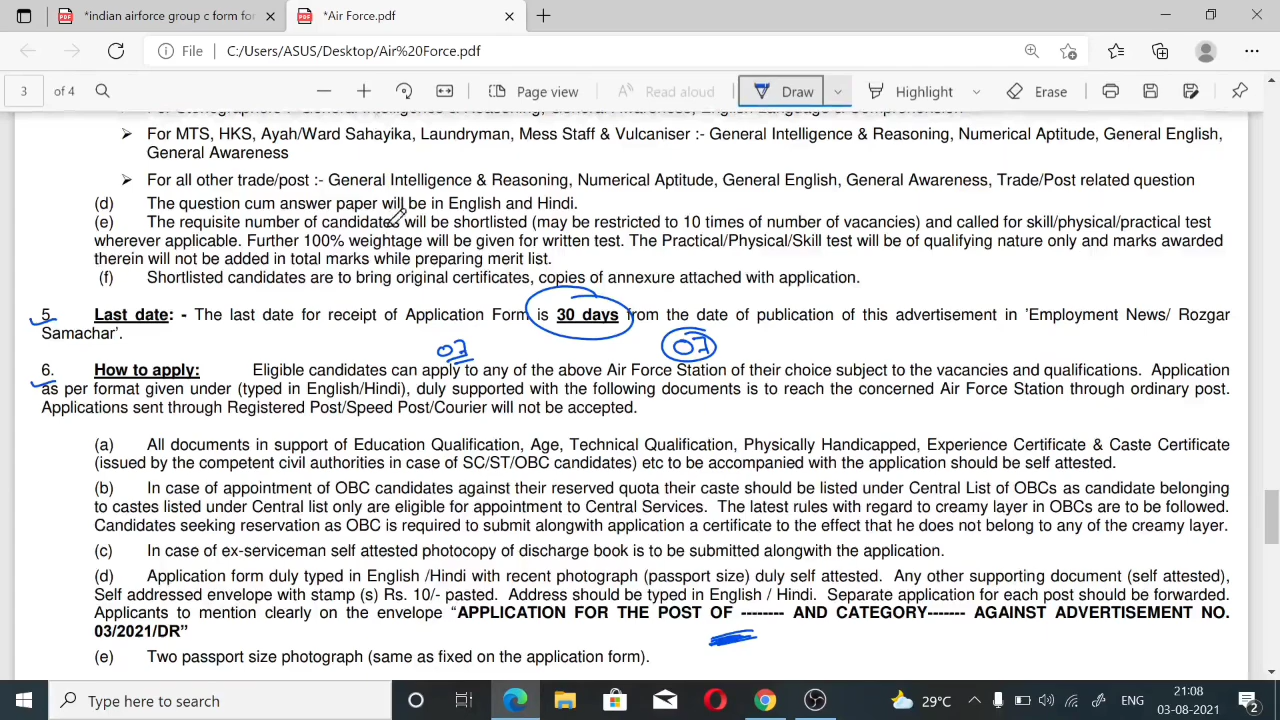 *indian airforce group c form for
*Air Force.pdf
File C:/Users/ASUS/Desktop/Air%20Force.pdf
3 of 4 Page view Read aloud Draw Highlight Erase
➤ For MTS, HKS, Ayah/Ward Sahayika, Laundryman, Mess Staff & Vulcaniser :- General Intelligence & Reasoning, Numerical Aptitude, General English,
General Awareness
➤ For all other trade/post :- General Intelligence & Reasoning, Numerical Aptitude, General English, General Awareness, Trade/Post related question
(d) The question cum answer paper will be in English and Hindi.
(e) The requisite number of candidates will be shortlisted (may be restricted to 10 times of number of vacancies) and called for skill/physical/practical test
wherever applicable. Further 100% weightage will be given for written test. The Practical/Physical/Skill test will be of qualifying nature only and marks awarded
therein will not be added in total marks while preparing merit list.
(f) Shortlisted candidates are to bring original certificates, copies of annexure attached with application.
5. Last date: - The last date for receipt of Application Form is 30 days from the date of publication of this advertisement in 'Employment News/ Rozgar
Samachar'.
07 07
6. How to apply: Eligible candidates can apply to any of the above Air Force Station of their choice subject to the vacancies and qualifications. Application
as per format given under (typed in English/Hindi), duly supported with the following documents is to reach the concerned Air Force Station through ordinary post.
Applications sent through Registered Post/Speed Post/Courier will not be accepted.
(a) All documents in support of Education Qualification, Age, Technical Qualification, Physically Handicapped, Experience Certificate & Caste Certificate
(issued by the competent civil authorities in case of SC/ST/OBC candidates) etc to be accompanied with the application should be self attested.
(b) In case of appointment of OBC candidates against their reserved quota their caste should be listed under Central List of OBCs as candidate belonging
to castes listed under Central list only are eligible for appointment to Central Services. The latest rules with regard to creamy layer in OBCs are to be followed.
Candidates seeking reservation as OBC is required to submit alongwith application a certificate to the effect that he does not belong to any of the creamy layer.
(c) In case of ex-serviceman self attested photocopy of discharge book is to be submitted alongwith the application.
(d) Application form duly typed in English /Hindi with recent photograph (passport size) duly self attested. Any other supporting document (self attested),
Self addressed envelope with stamp (s) Rs. 10/- pasted. Address should be typed in English / Hindi. Separate application for each post should be forwarded.
Applicants to mention clearly on the envelope “APPLICATION FOR THE POST OF -------- AND CATEGORY------- AGAINST ADVERTISEMENT NO.
03/2021/DR”
(e) Two passport size photograph (same as fixed on the application form).
Type here to search 29°C ENG 21:08
03-08-2021 2